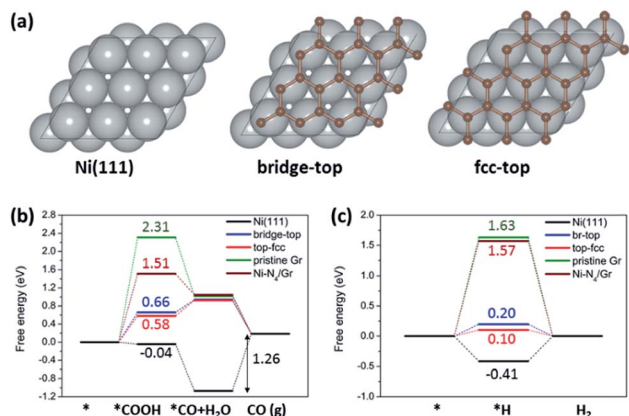 (a)
Ni(111)
bridge-top
fcc-top
(b)
Free energy (eV)
2.8
2.4
2.0
1.6
1.2
0.8
0.4
0.0
-0.4
-0.8
-1.2
2.31
1.51
0.66
0.58
-0.04
1.26
Ni(111)
bridge-top
top-fcc
pristine Gr
Ni-N₄/Gr
* *COOH *CO+H₂O CO (g)
(c)
Free energy (eV)
2.0
1.5
1.0
0.5
0.0
-0.5
-1.0
1.63
1.57
0.20
0.10
-0.41
Ni(111)
br-top
top-fcc
pristine Gr
Ni-N₄/Gr
* *H H₂